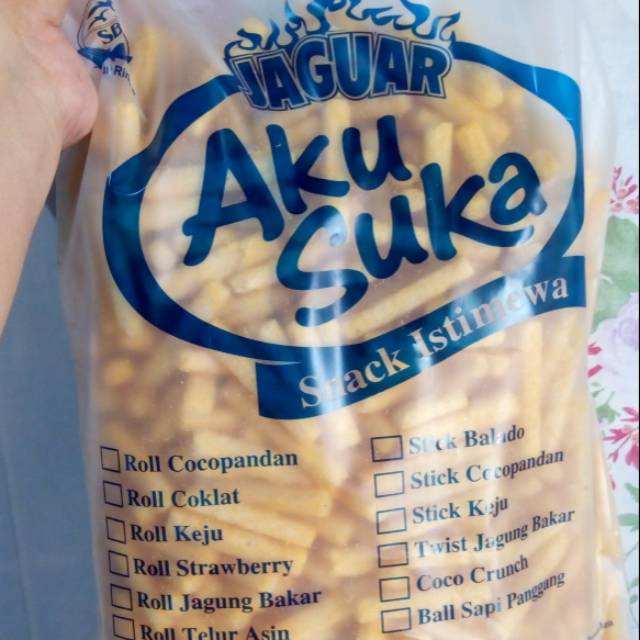 JAGUAR
Aku
Suka
Snack Istimewa
Roll Cocopandan
Roll Coklat
Roll Keju
Roll Strawberry
Roll Jagung Bakar
Roll Telur Asin
Stick Balado
Stick Cocopandan
Stick Keju
Twist Jagung Bakar
Coco Crunch
Ball Sapi Panggang